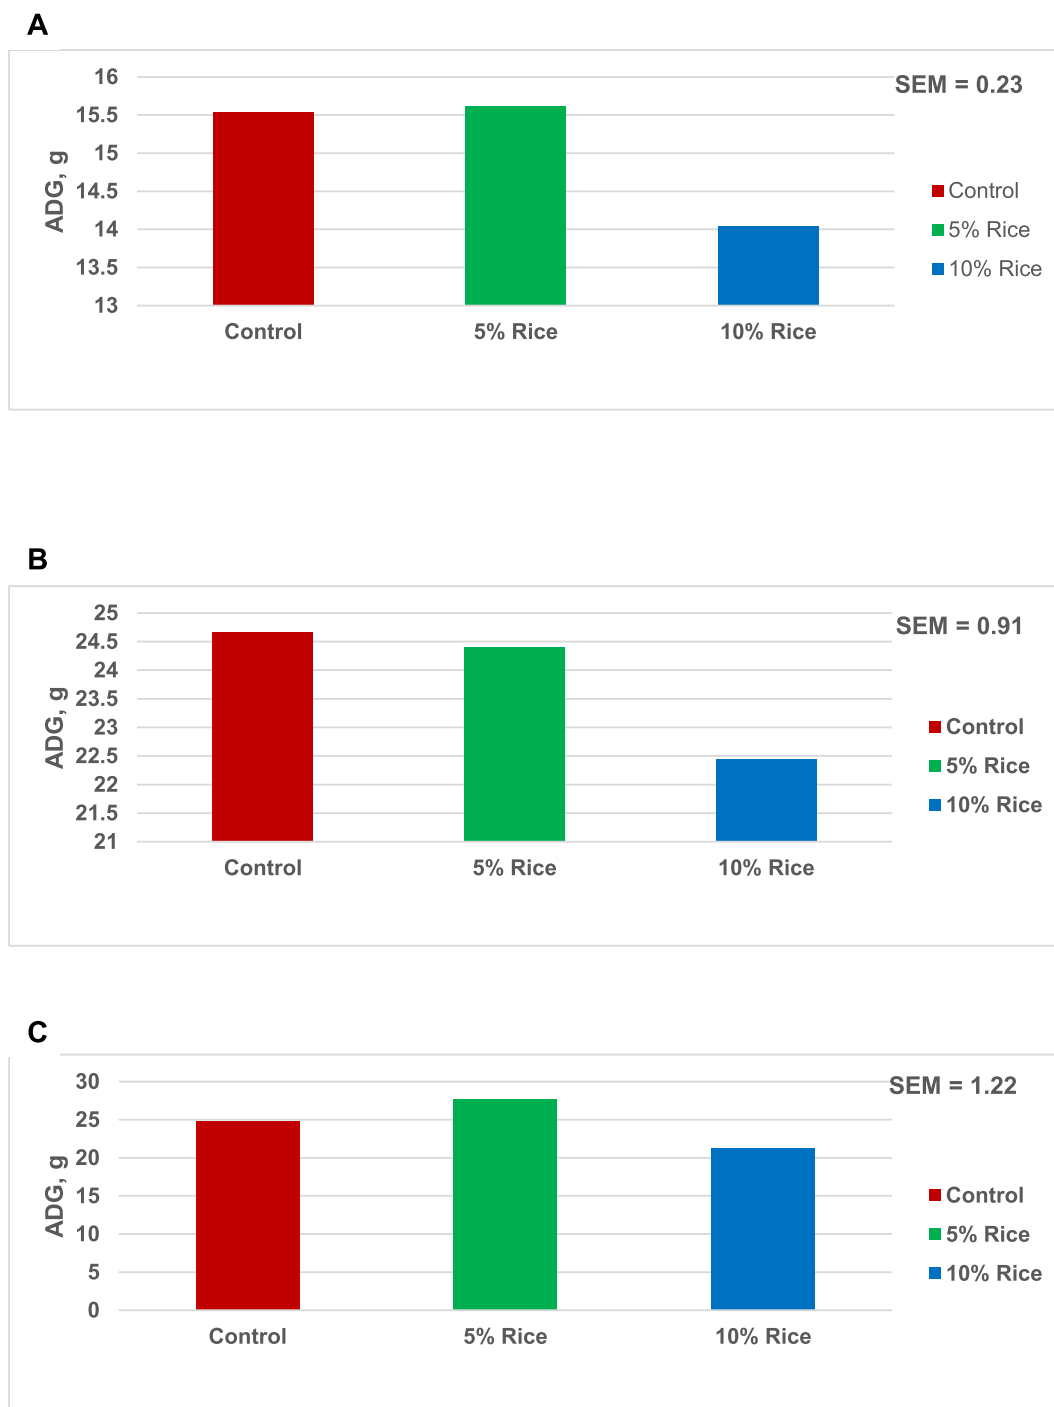 A
SEM = 0.23
16
15.5
15
14.5
14
13.5
13
ADG, g
Control
5% Rice
10% Rice
Control
5% Rice
10% Rice
B
SEM = 0.91
25
24.5
24
23.5
23
22.5
22
21.5
21
ADG, g
Control
5% Rice
10% Rice
Control
5% Rice
10% Rice
C
SEM = 1.22
30
25
20
15
10
5
0
ADG, g
Control
5% Rice
10% Rice
Control
5% Rice
10% Rice